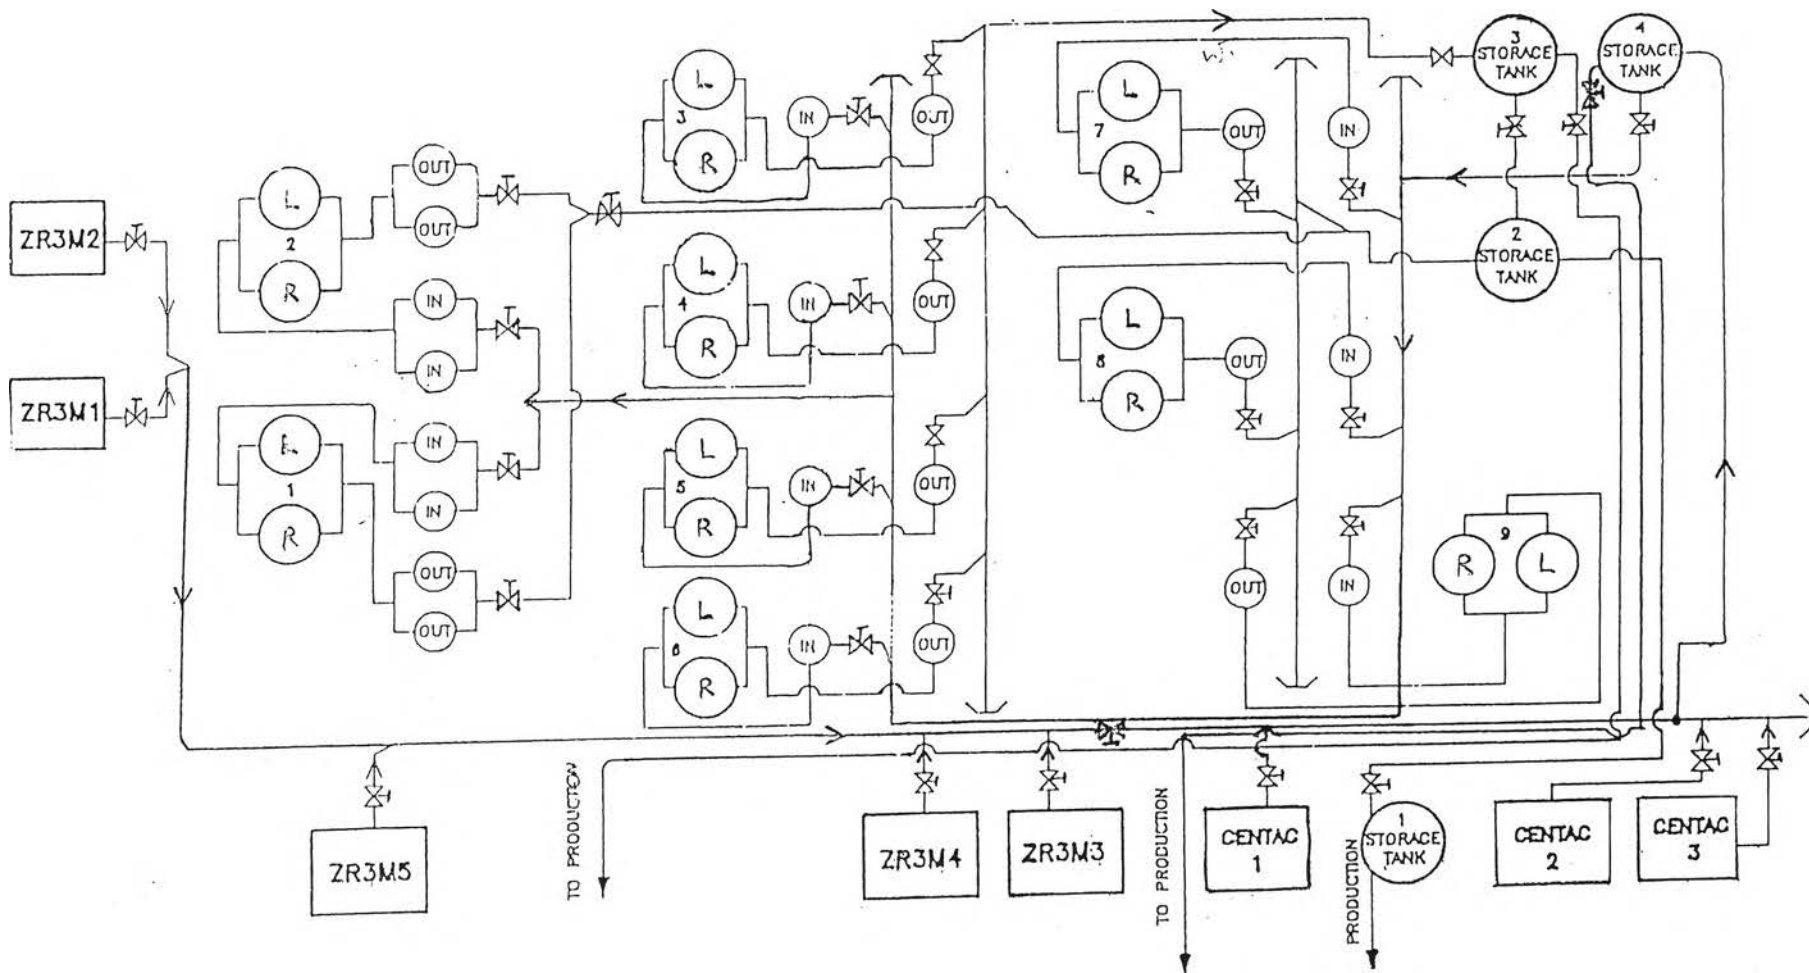 3
STORAGE
TANK
4
STORAGE
TANK
L
3
R
IN
OUT
L
7
R
OUT
IN
OUT
OUT
L
2
R
ZR3M2
2
STORAGE
TANK
L
4
R
IN
OUT
IN
IN
L
8
R
OUT
IN
ZR3M1
L
1
R
IN
IN
L
5
R
IN
OUT
OUT
OUT
OUT
IN
R
9
L
L
6
R
IN
OUT
ZR3M5
TO PRODUCTION
ZR3M4
ZR3M3
TO PRODUCTION
CENTAC
1
PRODUCTION
1
STORAGE
TANK
CENTAC
2
CENTAC
3